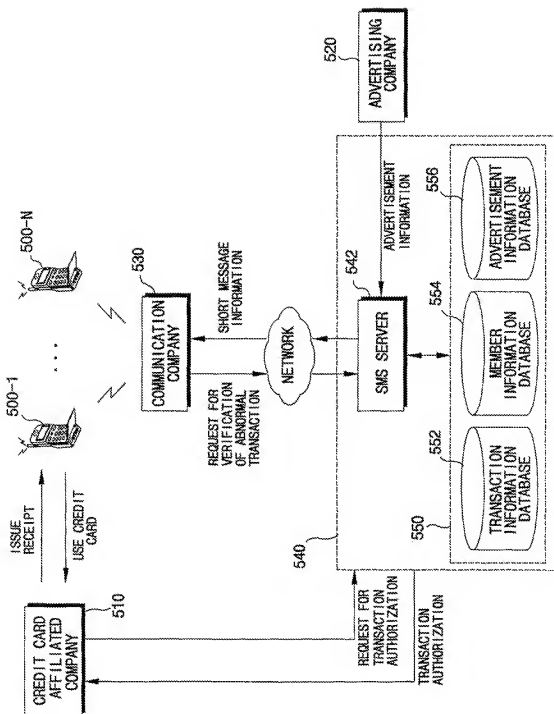 500-1
500-N
. . .
ISSUE
RECEIPT
USE CREDIT
CARD
510
CREDIT CARD
AFFILIATED
COMPANY
530
COMMUNICATION
COMPANY
REQUEST FOR
VERIFICATION
OF ABNORMAL
TRANSACTION
SHORT MESSAGE
INFORMATION
NETWORK
520
ADVERTISING
COMPANY
ADVERTISEMENT
INFORMATION
540
542
SMS SERVER
REQUEST FOR
TRANSACTION
AUTHORIZATION
TRANSACTION
AUTHORIZATION
550
552
TRANSACTION
INFORMATION
DATABASE
554
MEMBER
INFORMATION
DATABASE
556
ADVERTISEMENT
INFORMATION
DATABASE